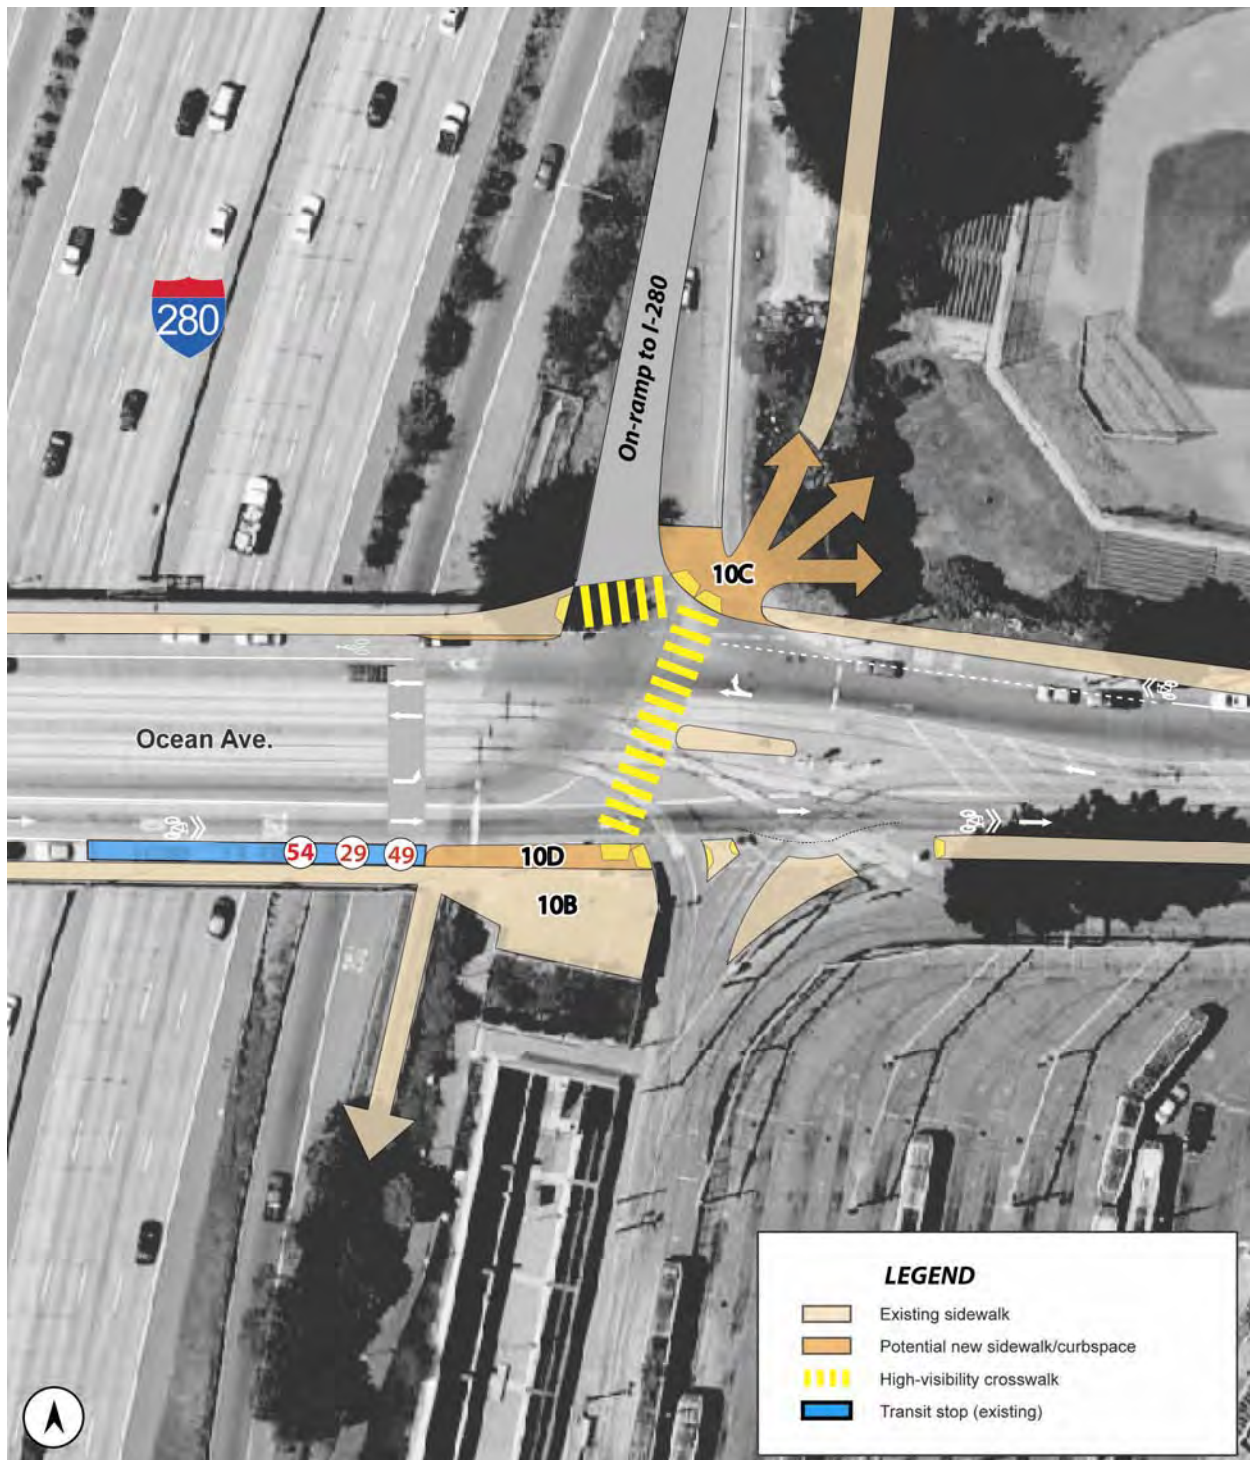 280
On-ramp to I-280
10C
Ocean Ave.
54
29
49
10D
10B
LEGEND
Existing sidewalk
Potential new sidewalk/curbspace
High-visibility crosswalk
Transit stop (existing)